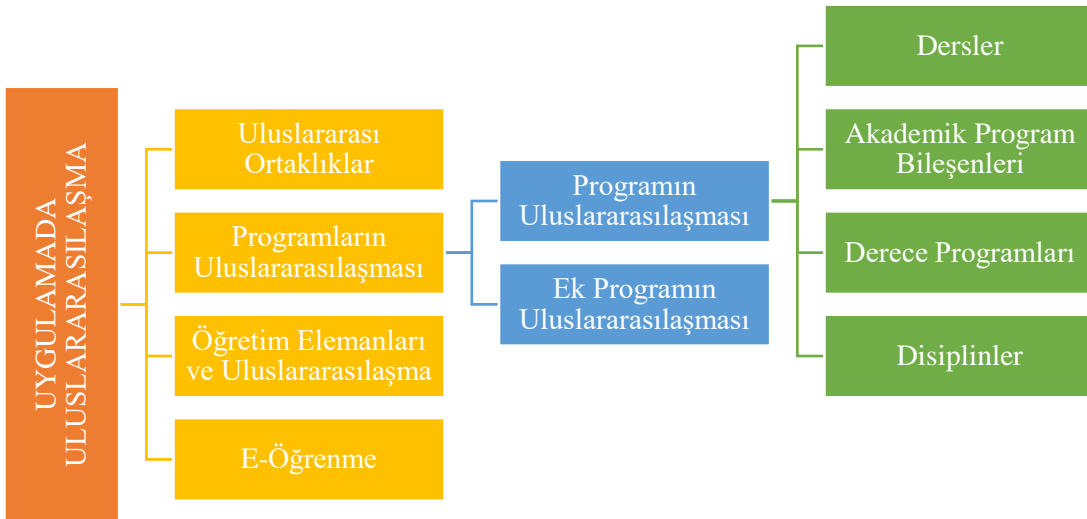 UYGULAMADA
ULUSLARARASILAŞMA
Uluslararası
Ortaklıklar
Programların
Uluslararasılaşması
Öğretim Elemanları
ve Uluslararasılaşma
E-Öğrenme
Programın
Uluslararasılaşması
Ek Programın
Uluslararasılaşması
Dersler
Akademik Program
Bileşenleri
Derece Programları
Disiplinler